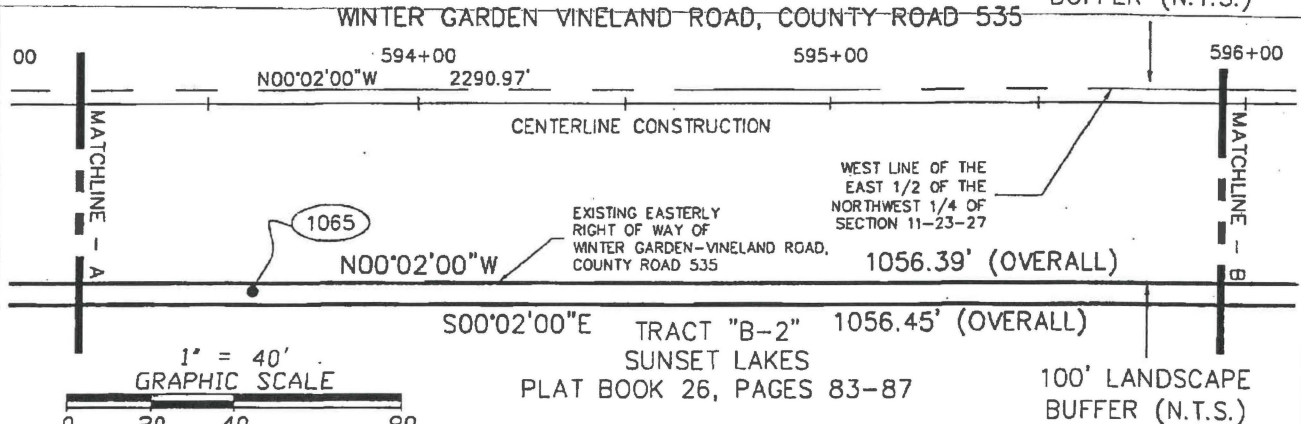 BUFFER (N.T.S.)
WINTER GARDEN VINELAND ROAD, COUNTY ROAD 535
00
594+00
595+00
596+00
N00°02'00"W 2290.97'
CENTERLINE CONSTRUCTION
MATCHLINE - A
WEST LINE OF THE
EAST 1/2 OF THE
NORTHWEST 1/4 OF
SECTION 11-23-27
MATCHLINE - B
1065
EXISTING EASTERLY
RIGHT OF WAY OF
WINTER GARDEN-VINELAND ROAD,
COUNTY ROAD 535
N00°02'00"W
1056.39' (OVERALL)
S00°02'00"E
1056.45' (OVERALL)
TRACT "B-2"
SUNSET LAKES
PLAT BOOK 26, PAGES 83-87
1" = 40'
GRAPHIC SCALE
0 20 40 80
100' LANDSCAPE
BUFFER (N.T.S.)